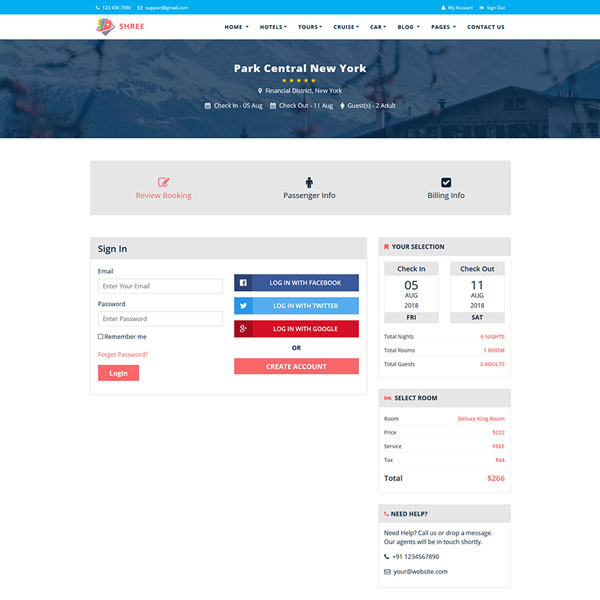 123 456 7890 support@gmail.com My Account Sign Out
SHREE HOME HOTELS TOURS CRUISE CAR BLOG PAGES CONTACT US
Park Central New York
Financial District, New York
Check In - 05 Aug Check Out - 11 Aug Guest(s) - 2 Adult
Review Booking Passenger Info Billing Info
Sign In
Email
Enter Your Email
Password
Enter Password
Remember me
Forget Password?
Login
LOG IN WITH FACEBOOK
LOG IN WITH TWITTER
LOG IN WITH GOOGLE
OR
CREATE ACCOUNT
YOUR SELECTION
Check In Check Out
05 11
AUG AUG
2018 2018
FRI SAT
Total Nights 6 NIGHTS
Total Rooms 1 ROOM
Total Guests 2 ADULTS
SELECT ROOM
Room Deluxe King Room
Price $222
Service FREE
Tax $44
Total $266
NEED HELP?
Need Help? Call us or drop a message.
Our agents will be in touch shortly.
+91 1234567890
your@website.com